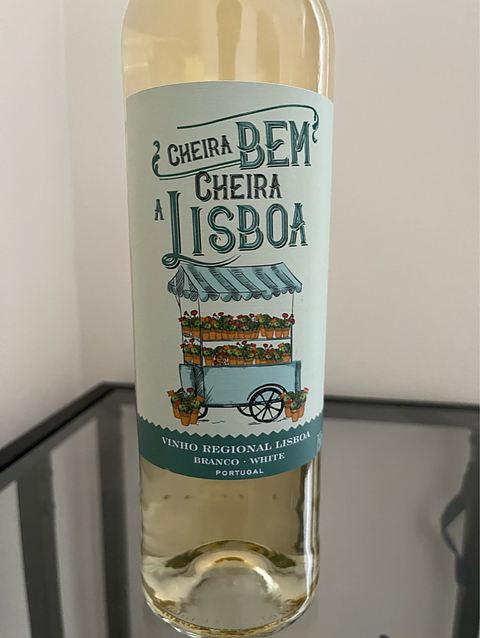 CHEIRA BEM
CHEIRA
A LISBOA
VINHO REGIONAL LISBOA
BRANCO · WHITE
PORTUGAL